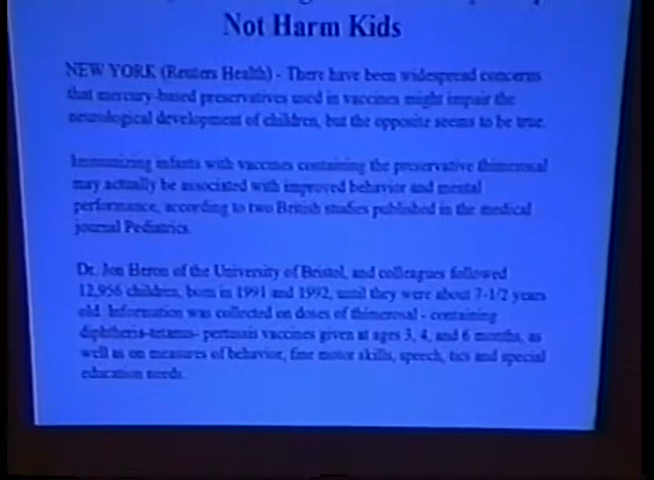 Not Harm Kids
NEW YORK (Reuters Health) - There have been widespread concerns
that mercury-based preservatives used in vaccines might impair the
neurological development of children, but the opposite seems to be true.
Immunizing infants with vaccines containing the preservative thimerosal
may actually be associated with improved behavior and mental
performance, according to two British studies published in the medical
journal Pediatrics.
Dr. Jon Heron of the University of Bristol, and colleagues followed
12,956 children, born in 1991 and 1992, until they were about 7-1/2 years
old. Information was collected on doses of thimerosal - containing
diphtheria-tetanus- pertussis vaccines given at ages 3, 4, and 6 months, as
well as on measures of behavior, fine motor skills, speech, tics and special
education needs.